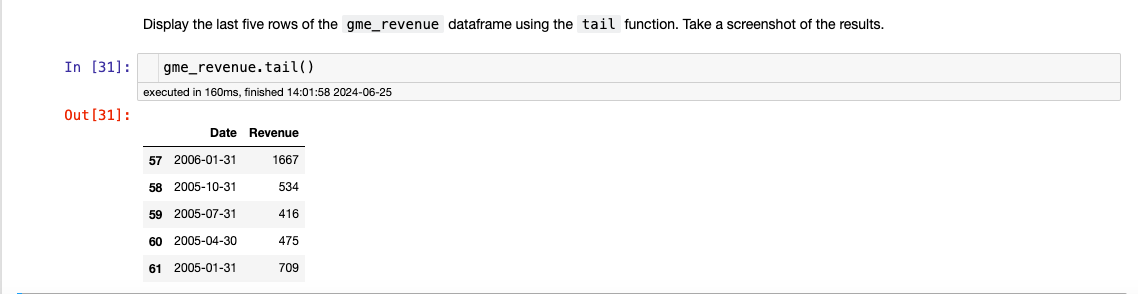 Display the last five rows of the gme_revenue dataframe using the tail function. Take a screenshot of the results.
In [31]: gme_revenue.tail()
executed in 160ms, finished 14:01:58 2024-06-25
Out[31]:
Date Revenue
57 2006-01-31 1667
58 2005-10-31 534
59 2005-07-31 416
60 2005-04-30 475
61 2005-01-31 709